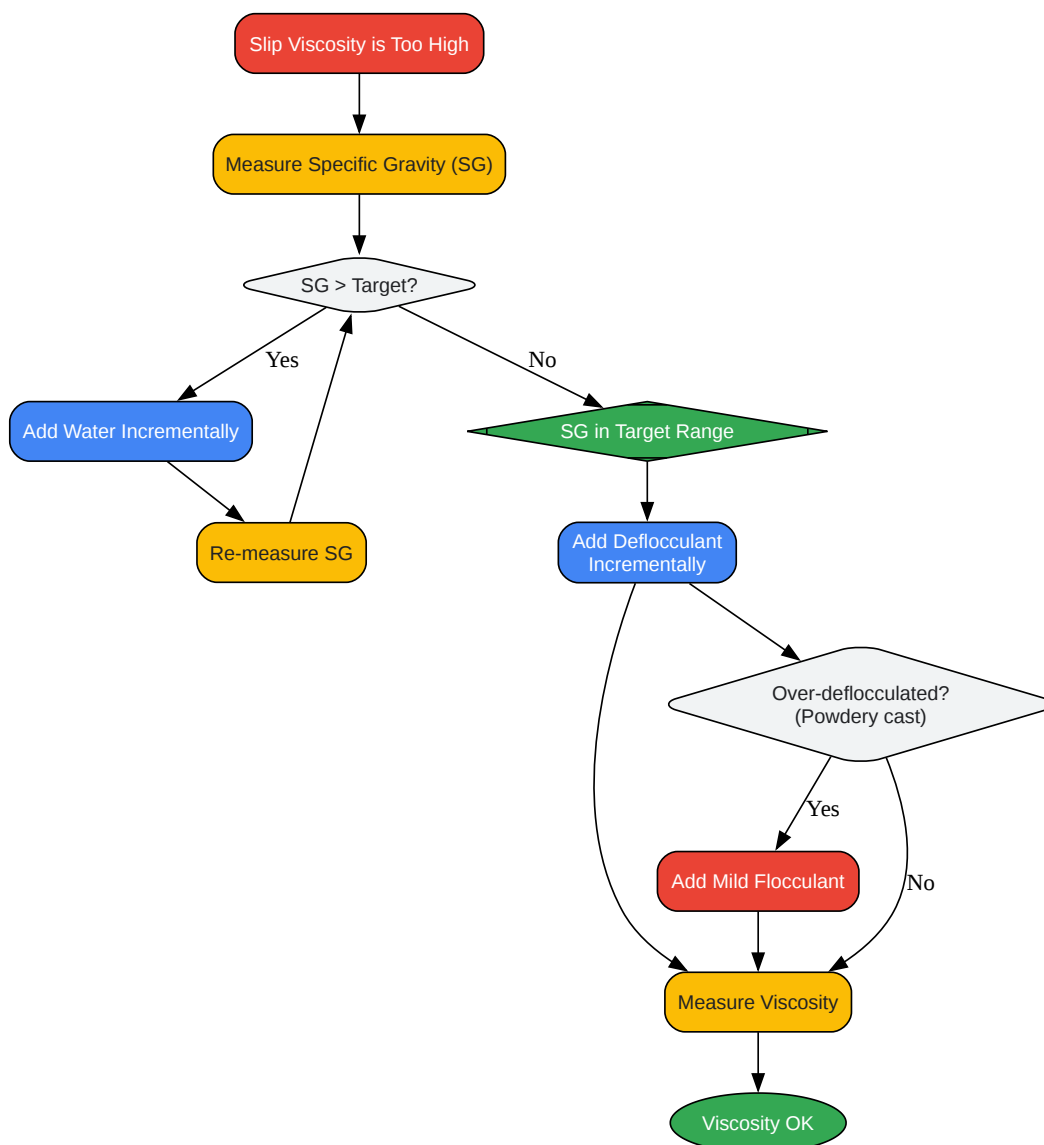 Slip Viscosity is Too High
Measure Specific Gravity (SG)
SG > Target?
Yes
No
Add Water Incrementally
SG in Target Range
Re-measure SG
Add Deflocculant
Incrementally
Over-deflocculated?
(Powdery cast)
Yes
Add Mild Flocculant
No
Measure Viscosity
Viscosity OK